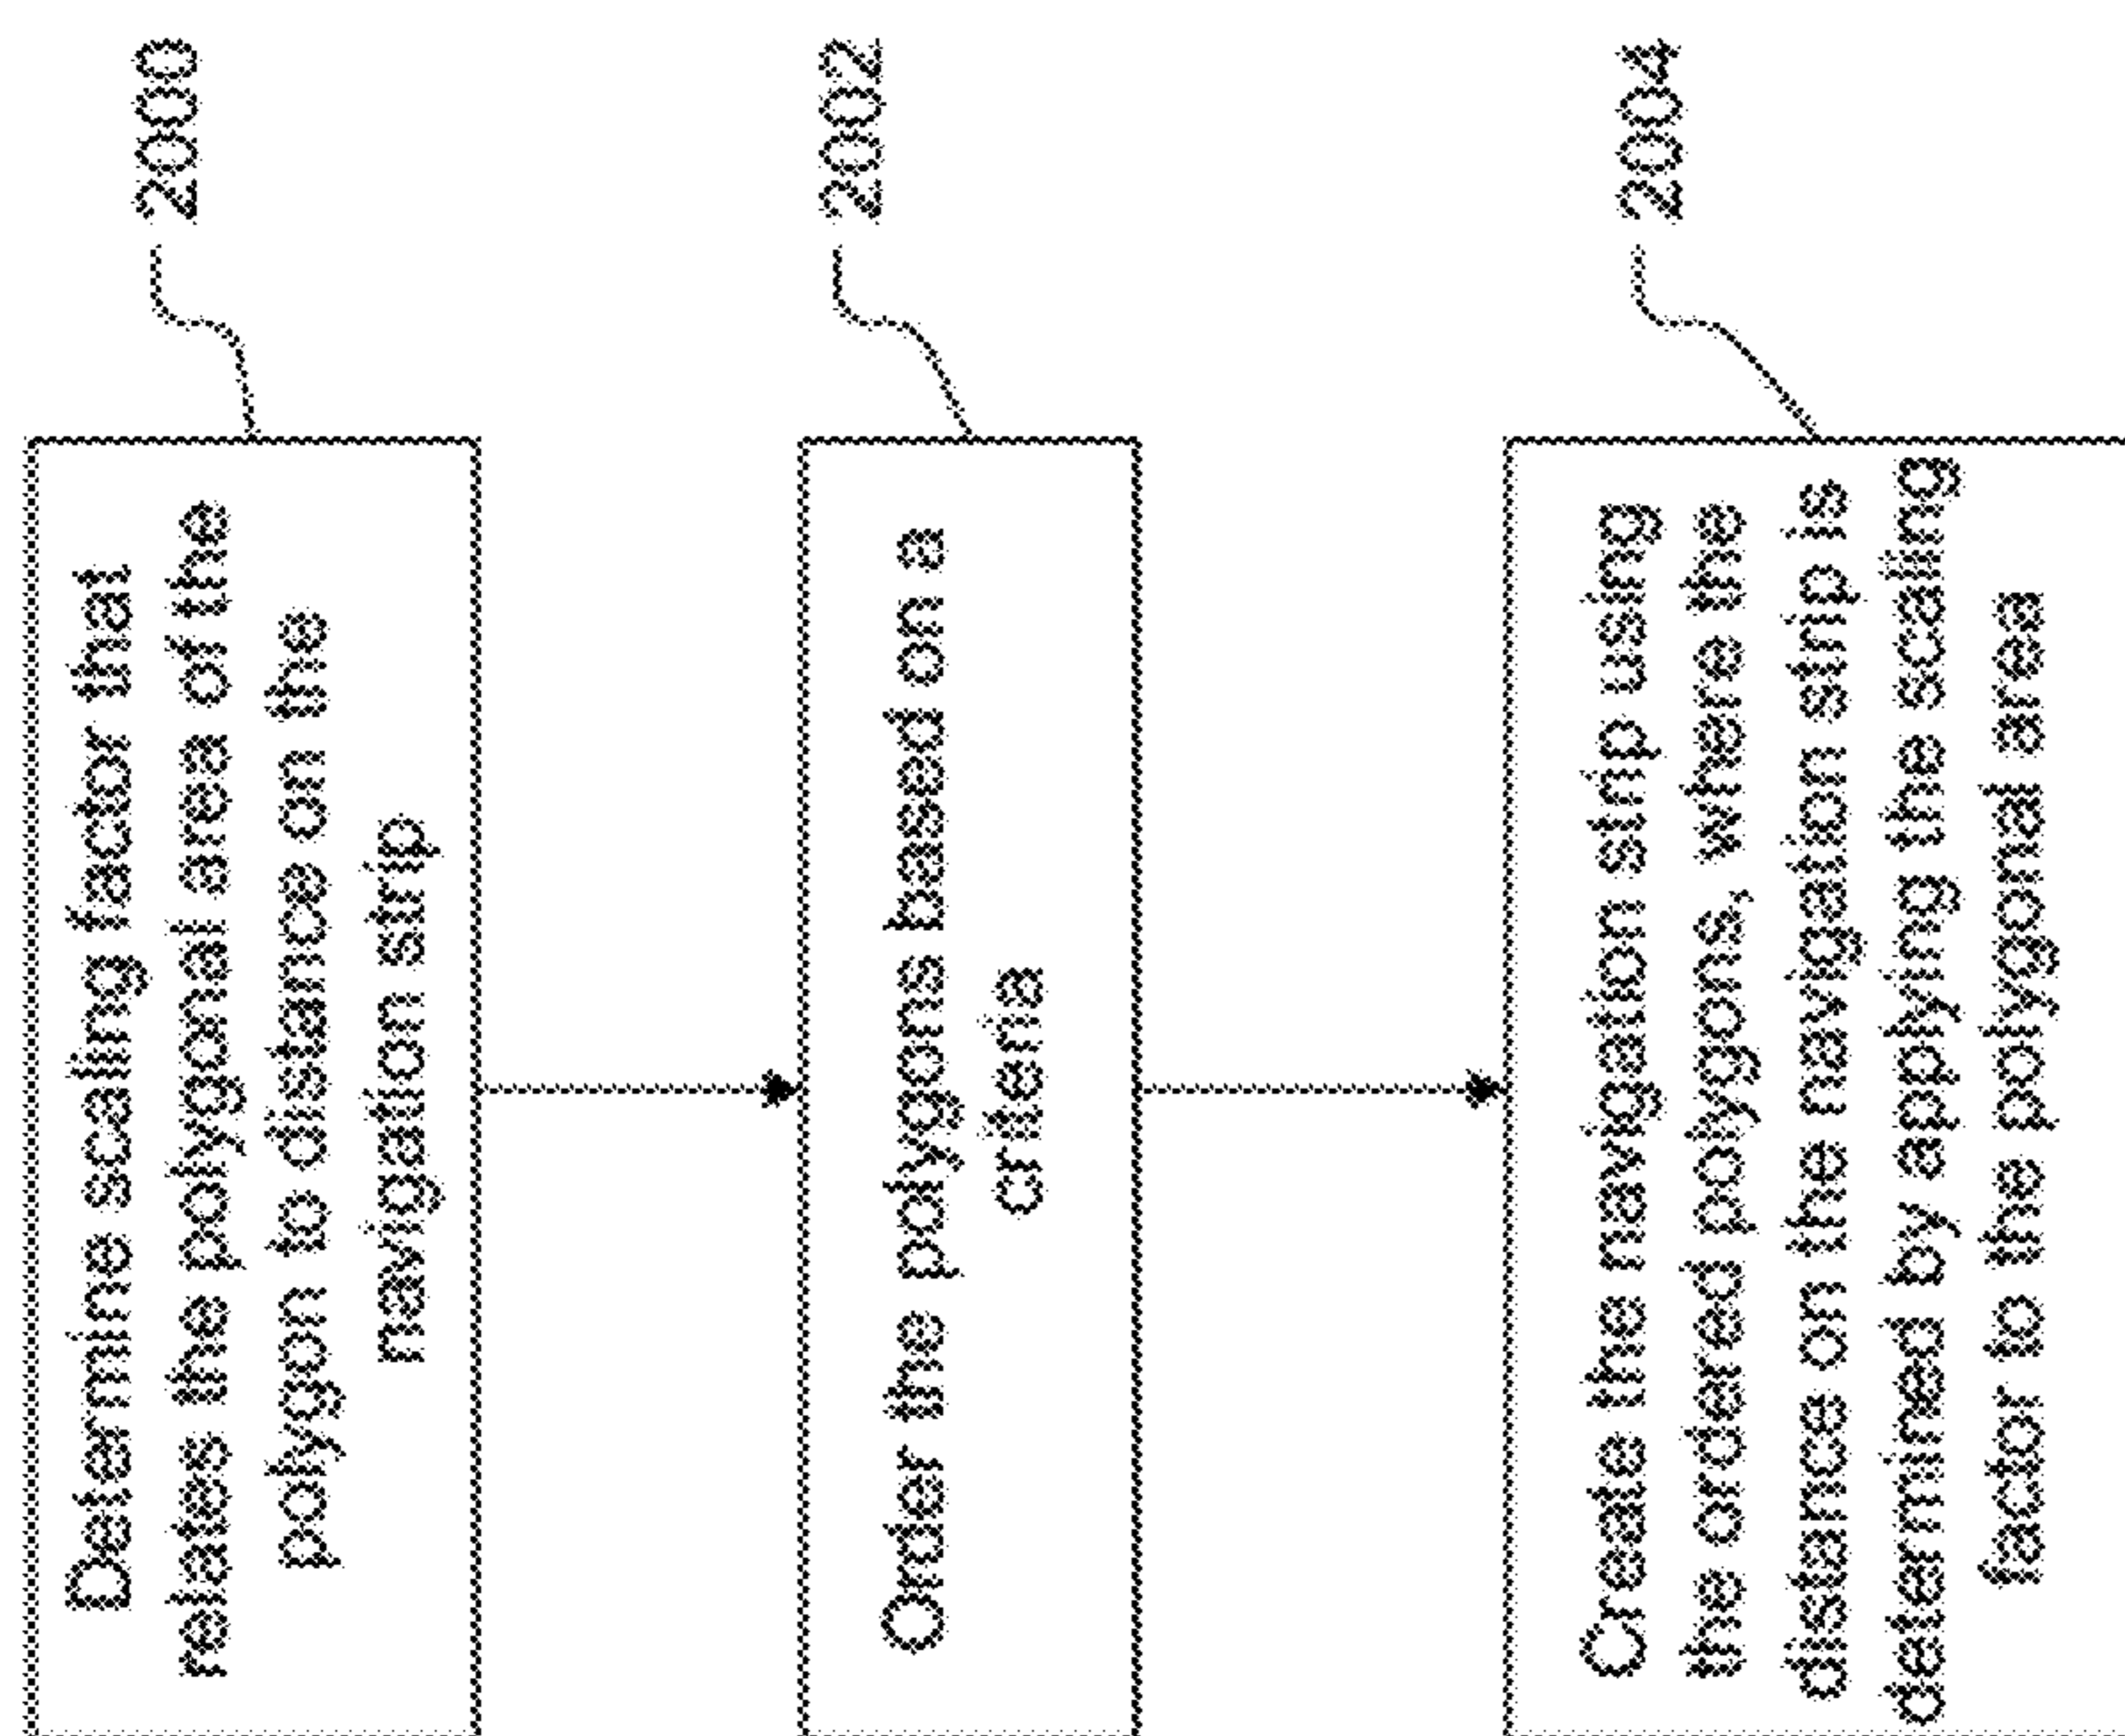 2000
Determine scaling factor that
relates the polygonal area of the
polygon to distance on the
navigation strip
2002
Order the polygons based on a
criteria
2004
Create the navigation strip using
the ordered polygons, where the
distance on the navigation strip is
determined by applying the scaling
factor to the polygonal area